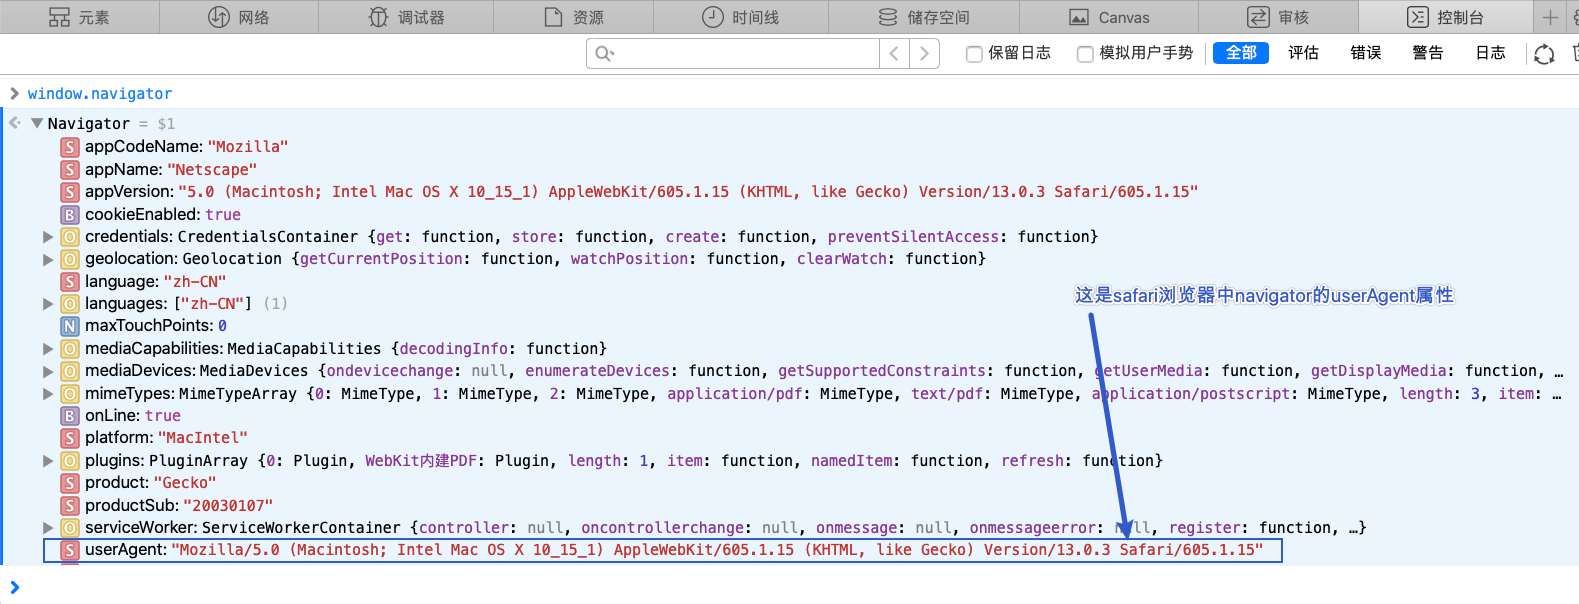 元素 网络 调试器 资源 时间线 储存空间 Canvas 审核 控制台
保留日志 模拟用户手势 全部 评估 错误 警告 日志
window.navigator
Navigator = $1
S appCodeName: "Mozilla"
S appName: "Netscape"
S appVersion: "5.0 (Macintosh; Intel Mac OS X 10_15_1) AppleWebKit/605.1.15 (KHTML, like Gecko) Version/13.0.3 Safari/605.1.15"
B cookieEnabled: true
O credentials: CredentialsContainer {get: function, store: function, create: function, preventSilentAccess: function}
O geolocation: Geolocation {getCurrentPosition: function, watchPosition: function, clearWatch: function}
S language: "zh-CN"
这是safari浏览器中navigator的userAgent属性
O languages: ["zh-CN"] (1)
N maxTouchPoints: 0
O mediaCapabilities: MediaCapabilities {decodingInfo: function}
O mediaDevices: MediaDevices {ondevicechange: null, enumerateDevices: function, getSupportedConstraints: function, getUserMedia: function, getDisplayMedia: function, …
O mimeTypes: MimeTypeArray {0: MimeType, 1: MimeType, 2: MimeType, application/pdf: MimeType, text/pdf: MimeType, application/postscript: MimeType, length: 3, item: …
B onLine: true
S platform: "MacIntel"
O plugins: PluginArray {0: Plugin, WebKit内建PDF: Plugin, length: 1, item: function, namedItem: function, refresh: function}
S product: "Gecko"
S productSub: "20030107"
O serviceWorker: ServiceWorkerContainer {controller: null, oncontrollerchange: null, onmessage: null, onmessageerror: null, register: function, …}
S userAgent: "Mozilla/5.0 (Macintosh; Intel Mac OS X 10_15_1) AppleWebKit/605.1.15 (KHTML, like Gecko) Version/13.0.3 Safari/605.1.15"